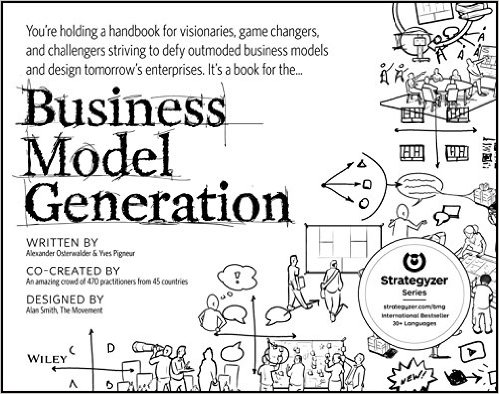 You're holding a handbook for visionaries, game changers,
and challengers striving to defy outmoded business models
and design tomorrow's enterprises. It's a book for the...
Business
Model
Generation
WRITTEN BY
Alexander Osterwalder & Yves Pigneur
CO-CREATED BY
An amazing crowd of 470 practitioners from 45 countries
DESIGNED BY
Alan Smith, The Movement
Strategyzer
Series
strategyzer.com/bmg
International Bestseller
30+ Languages
WILEY
C D
A B
NEW!